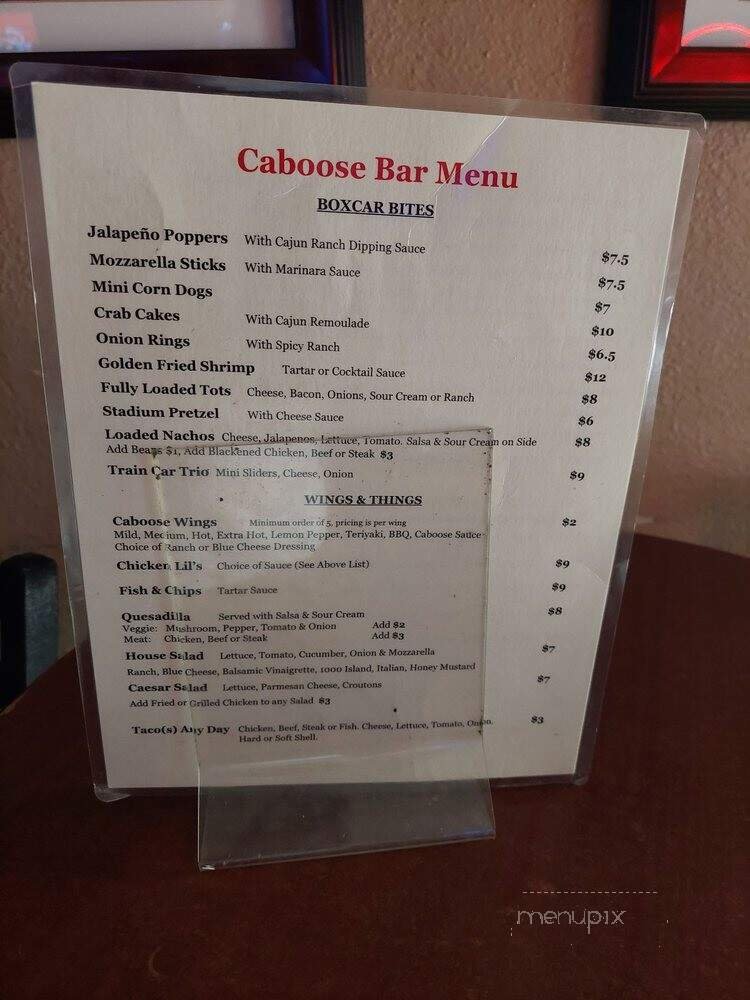 Caboose Bar Menu
BOXCAR BITES
Jalapeño Poppers With Cajun Ranch Dipping Sauce $7.5
Mozzarella Sticks With Marinara Sauce $7.5
Mini Corn Dogs $7
Crab Cakes With Cajun Remoulade $10
Onion Rings With Spicy Ranch $6.5
Golden Fried Shrimp Tartar or Cocktail Sauce $12
Fully Loaded Tots Cheese, Bacon, Onions, Sour Cream or Ranch $8
Stadium Pretzel With Cheese Sauce $6
Loaded Nachos Cheese, Jalapenos, Lettuce, Tomato. Salsa & Sour Cream on Side $8
Add Beans $1, Add Blackened Chicken, Beef or Steak $3
Train Car Trio Mini Sliders, Cheese, Onion $9
WINGS & THINGS
Caboose Wings Minimum order of 5, pricing is per wing $2
Mild, Medium, Hot, Extra Hot, Lemon Pepper, Teriyaki, BBQ, Caboose Sauce
Choice of Ranch or Blue Cheese Dressing
Chicken Lil's Choice of Sauce (See Above List) $9
Fish & Chips Tartar Sauce $9
Quesadilla Served with Salsa & Sour Cream $8
Veggie: Mushroom, Pepper, Tomato & Onion Add $2
Meat: Chicken, Beef or Steak Add $3
House Salad Lettuce, Tomato, Cucumber, Onion & Mozzarella $7
Ranch, Blue Cheese, Balsamic Vinaigrette, 1000 Island, Italian, Honey Mustard
Caesar Salad Lettuce, Parmesan Cheese, Croutons $7
Add Fried or Grilled Chicken to any Salad $3
Taco(s) Any Day Chicken, Beef, Steak or Fish. Cheese, Lettuce, Tomato, Onion. $3
Hard or Soft Shell.
menupix